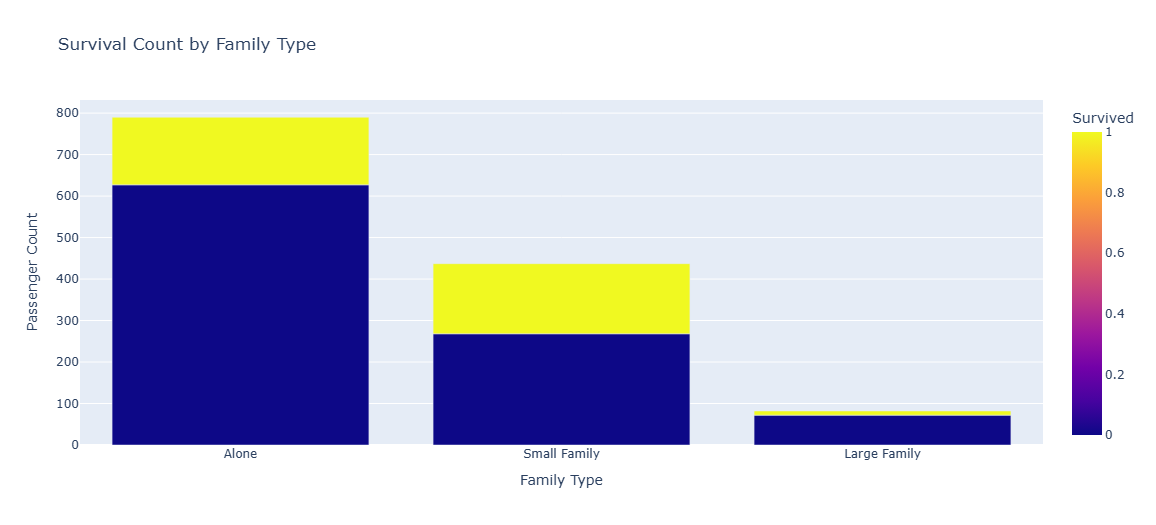 Survival Count by Family Type
Survived
800
700
600
500
400
300
200
100
0
Passenger Count
Alone
Small Family
Large Family
Family Type
1
0.8
0.6
0.4
0.2
0